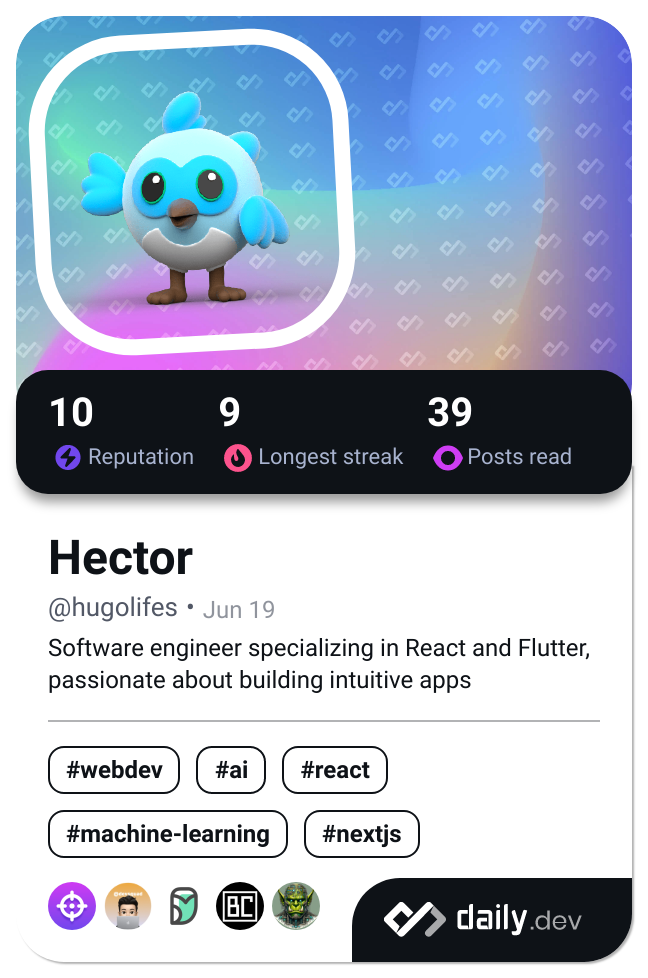 10 9 39
Reputation Longest streak Posts read
Hector
@hugolifes • Jun 19
Software engineer specializing in React and Flutter,
passionate about building intuitive apps
#webdev #ai #react
#machine-learning #nextjs
BC
daily.dev